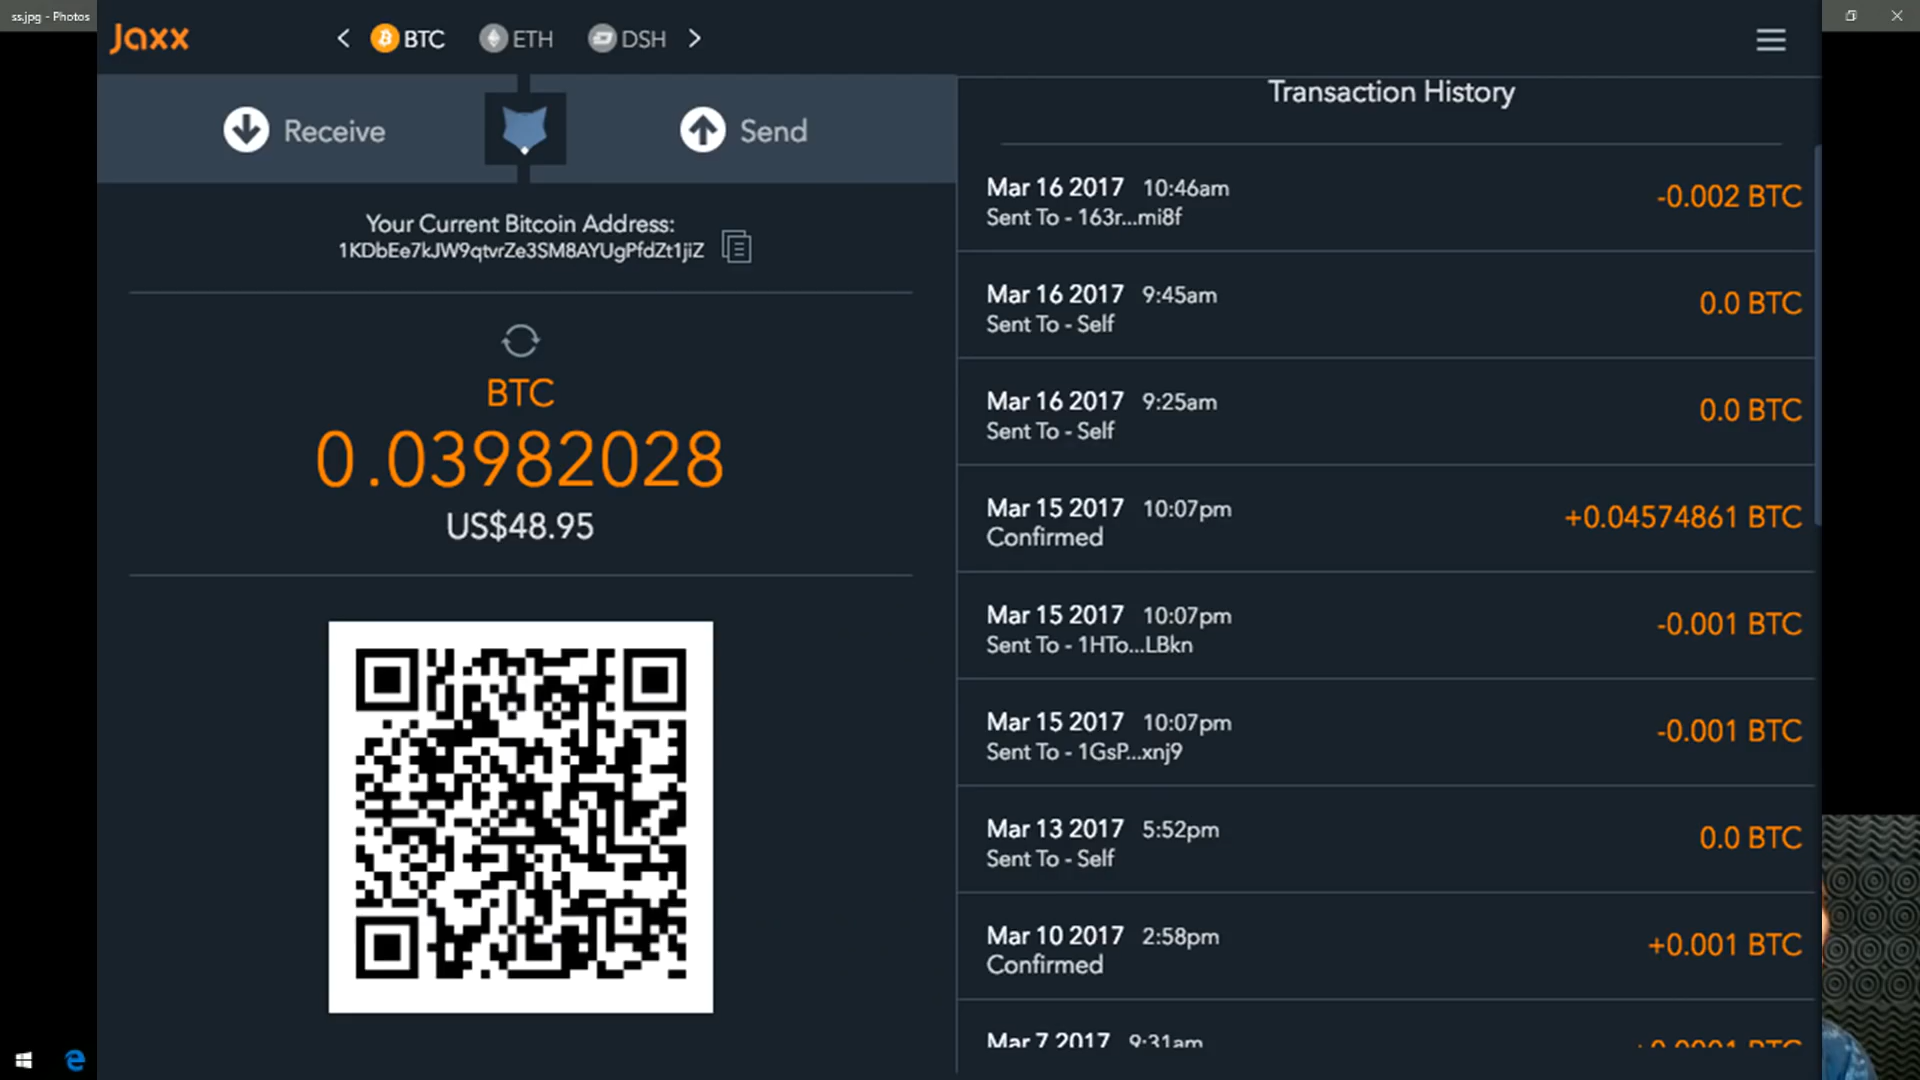 ss.jpg - Photos
Jaxx
BTC
ETH
DSH
Receive
Send
Your Current Bitcoin Address:
1KDbEe7kJW9qtvrZe3SM8AYUgPfdZt1jiZ
BTC
0.03982028
US$48.95
Transaction History
Mar 16 2017 10:46am
Sent To - 163r...mi8f
-0.002 BTC
Mar 16 2017 9:45am
Sent To - Self
0.0 BTC
Mar 16 2017 9:25am
Sent To - Self
0.0 BTC
Mar 15 2017 10:07pm
Confirmed
+0.04574861 BTC
Mar 15 2017 10:07pm
Sent To - 1HTo...LBkn
-0.001 BTC
Mar 15 2017 10:07pm
Sent To - 1GsP...xnj9
-0.001 BTC
Mar 13 2017 5:52pm
Sent To - Self
0.0 BTC
Mar 10 2017 2:58pm
Confirmed
+0.001 BTC
Mar 7 2017 9:31am
+0.0001 BTC